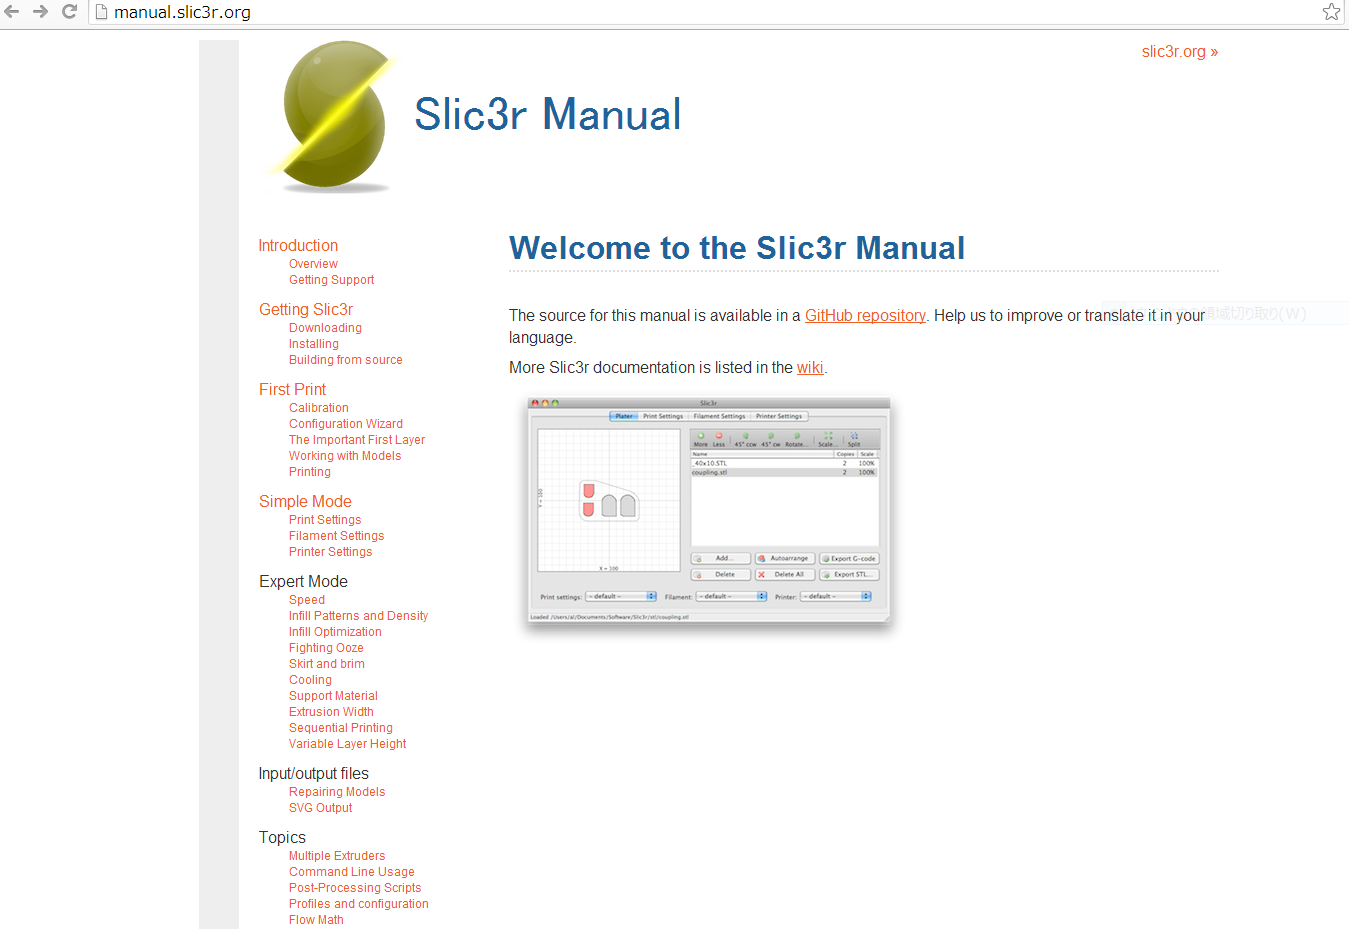 manual.slic3r.org
slic3r.org »
Slic3r Manual
Introduction
Overview
Getting Support
Getting Slic3r
Downloading
Installing
Building from source
First Print
Calibration
Configuration Wizard
The Important First Layer
Working with Models
Printing
Simple Mode
Print Settings
Filament Settings
Printer Settings
Expert Mode
Speed
Infill Patterns and Density
Infill Optimization
Fighting Ooze
Skirt and brim
Cooling
Support Material
Extrusion Width
Sequential Printing
Variable Layer Height
Input/output files
Repairing Models
SVG Output
Topics
Multiple Extruders
Command Line Usage
Post-Processing Scripts
Profiles and configuration
Flow Math
Welcome to the Slic3r Manual
The source for this manual is available in a GitHub repository. Help us to improve or translate it in your
language.
領域切り取り(W)
More Slic3r documentation is listed in the wiki.
Slic3r
Plater Print Settings Filament Settings Printer Settings
More Less 45° ccw 45° cw Rotate... Scale... Split
Name Copies Scale
_40x10.STL 2 100%
coupling.stl 2 100%
Y = 100
X = 100
Add... Autoarrange Export G-code
Delete Delete All Export STL...
Print settings: - default - Filament: - default - Printer: - default -
Loaded /Users/al/Documents/Software/Slic3r/stl/coupling.stl